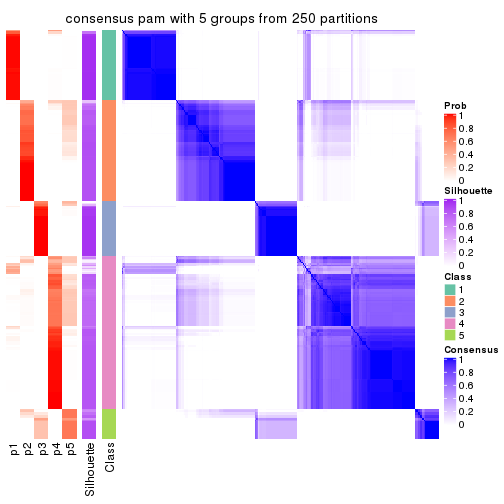 consensus pam with 5 groups from 250 partitions
Prob
1
0.8
0.6
0.4
0.2
0
Silhouette
1
0.8
0.6
0.4
0.2
0
Class
1
2
3
4
5
Consensus
1
0.8
0.6
0.4
0.2
0
p1
p2
p3
p4
p5
Silhouette
Class